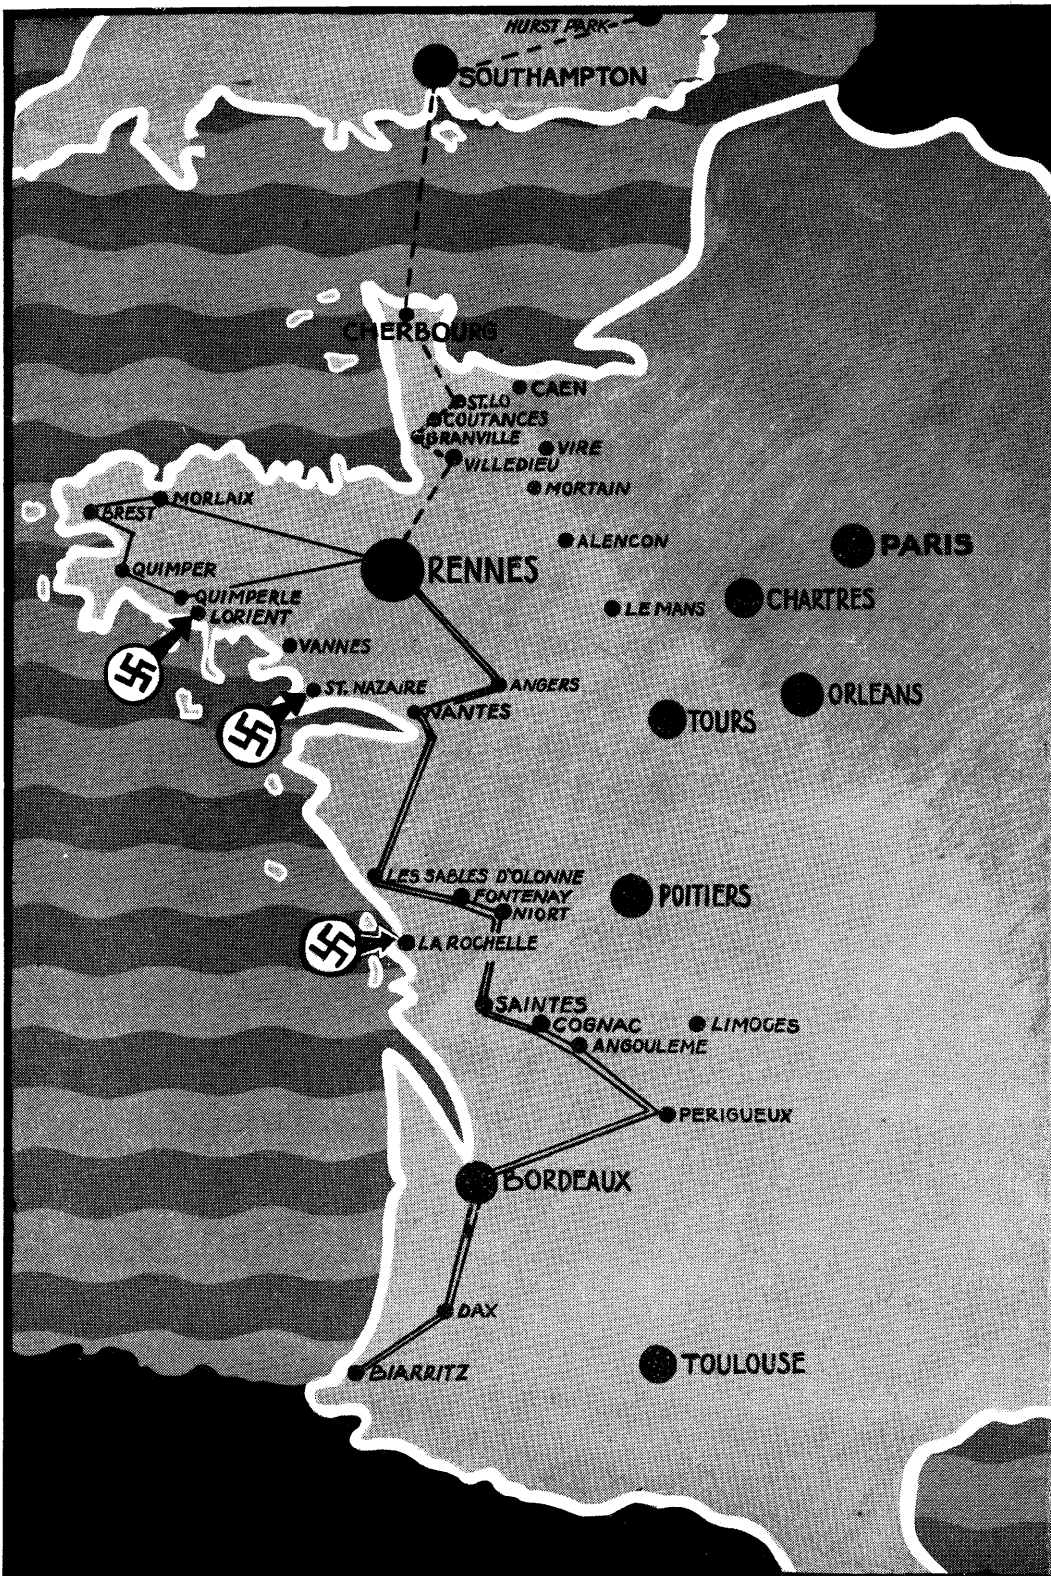 HURST PARK
SOUTHAMPTON
CHERBOURG
CAEN
ST. LO
COUTANCES
GRANVILLE
VIRE
VILLEDIEU
MORTAIN
MORLAIX
BREST
ALENCON
PARIS
RENNES
QUIMPER
QUIMPERLE
CHARTRES
LE MANS
LORIENT
VANNES
ST. NAZAIRE
ANGERS
ORLEANS
NANTES
TOURS
LES SABLES D'OLONNE
FONTENAY
POITIERS
NIORT
LA ROCHELLE
SAINTES
COGNAC
LIMOGES
ANGOULEME
PERIGUEUX
BORDEAUX
DAX
TOULOUSE
BIARRITZ